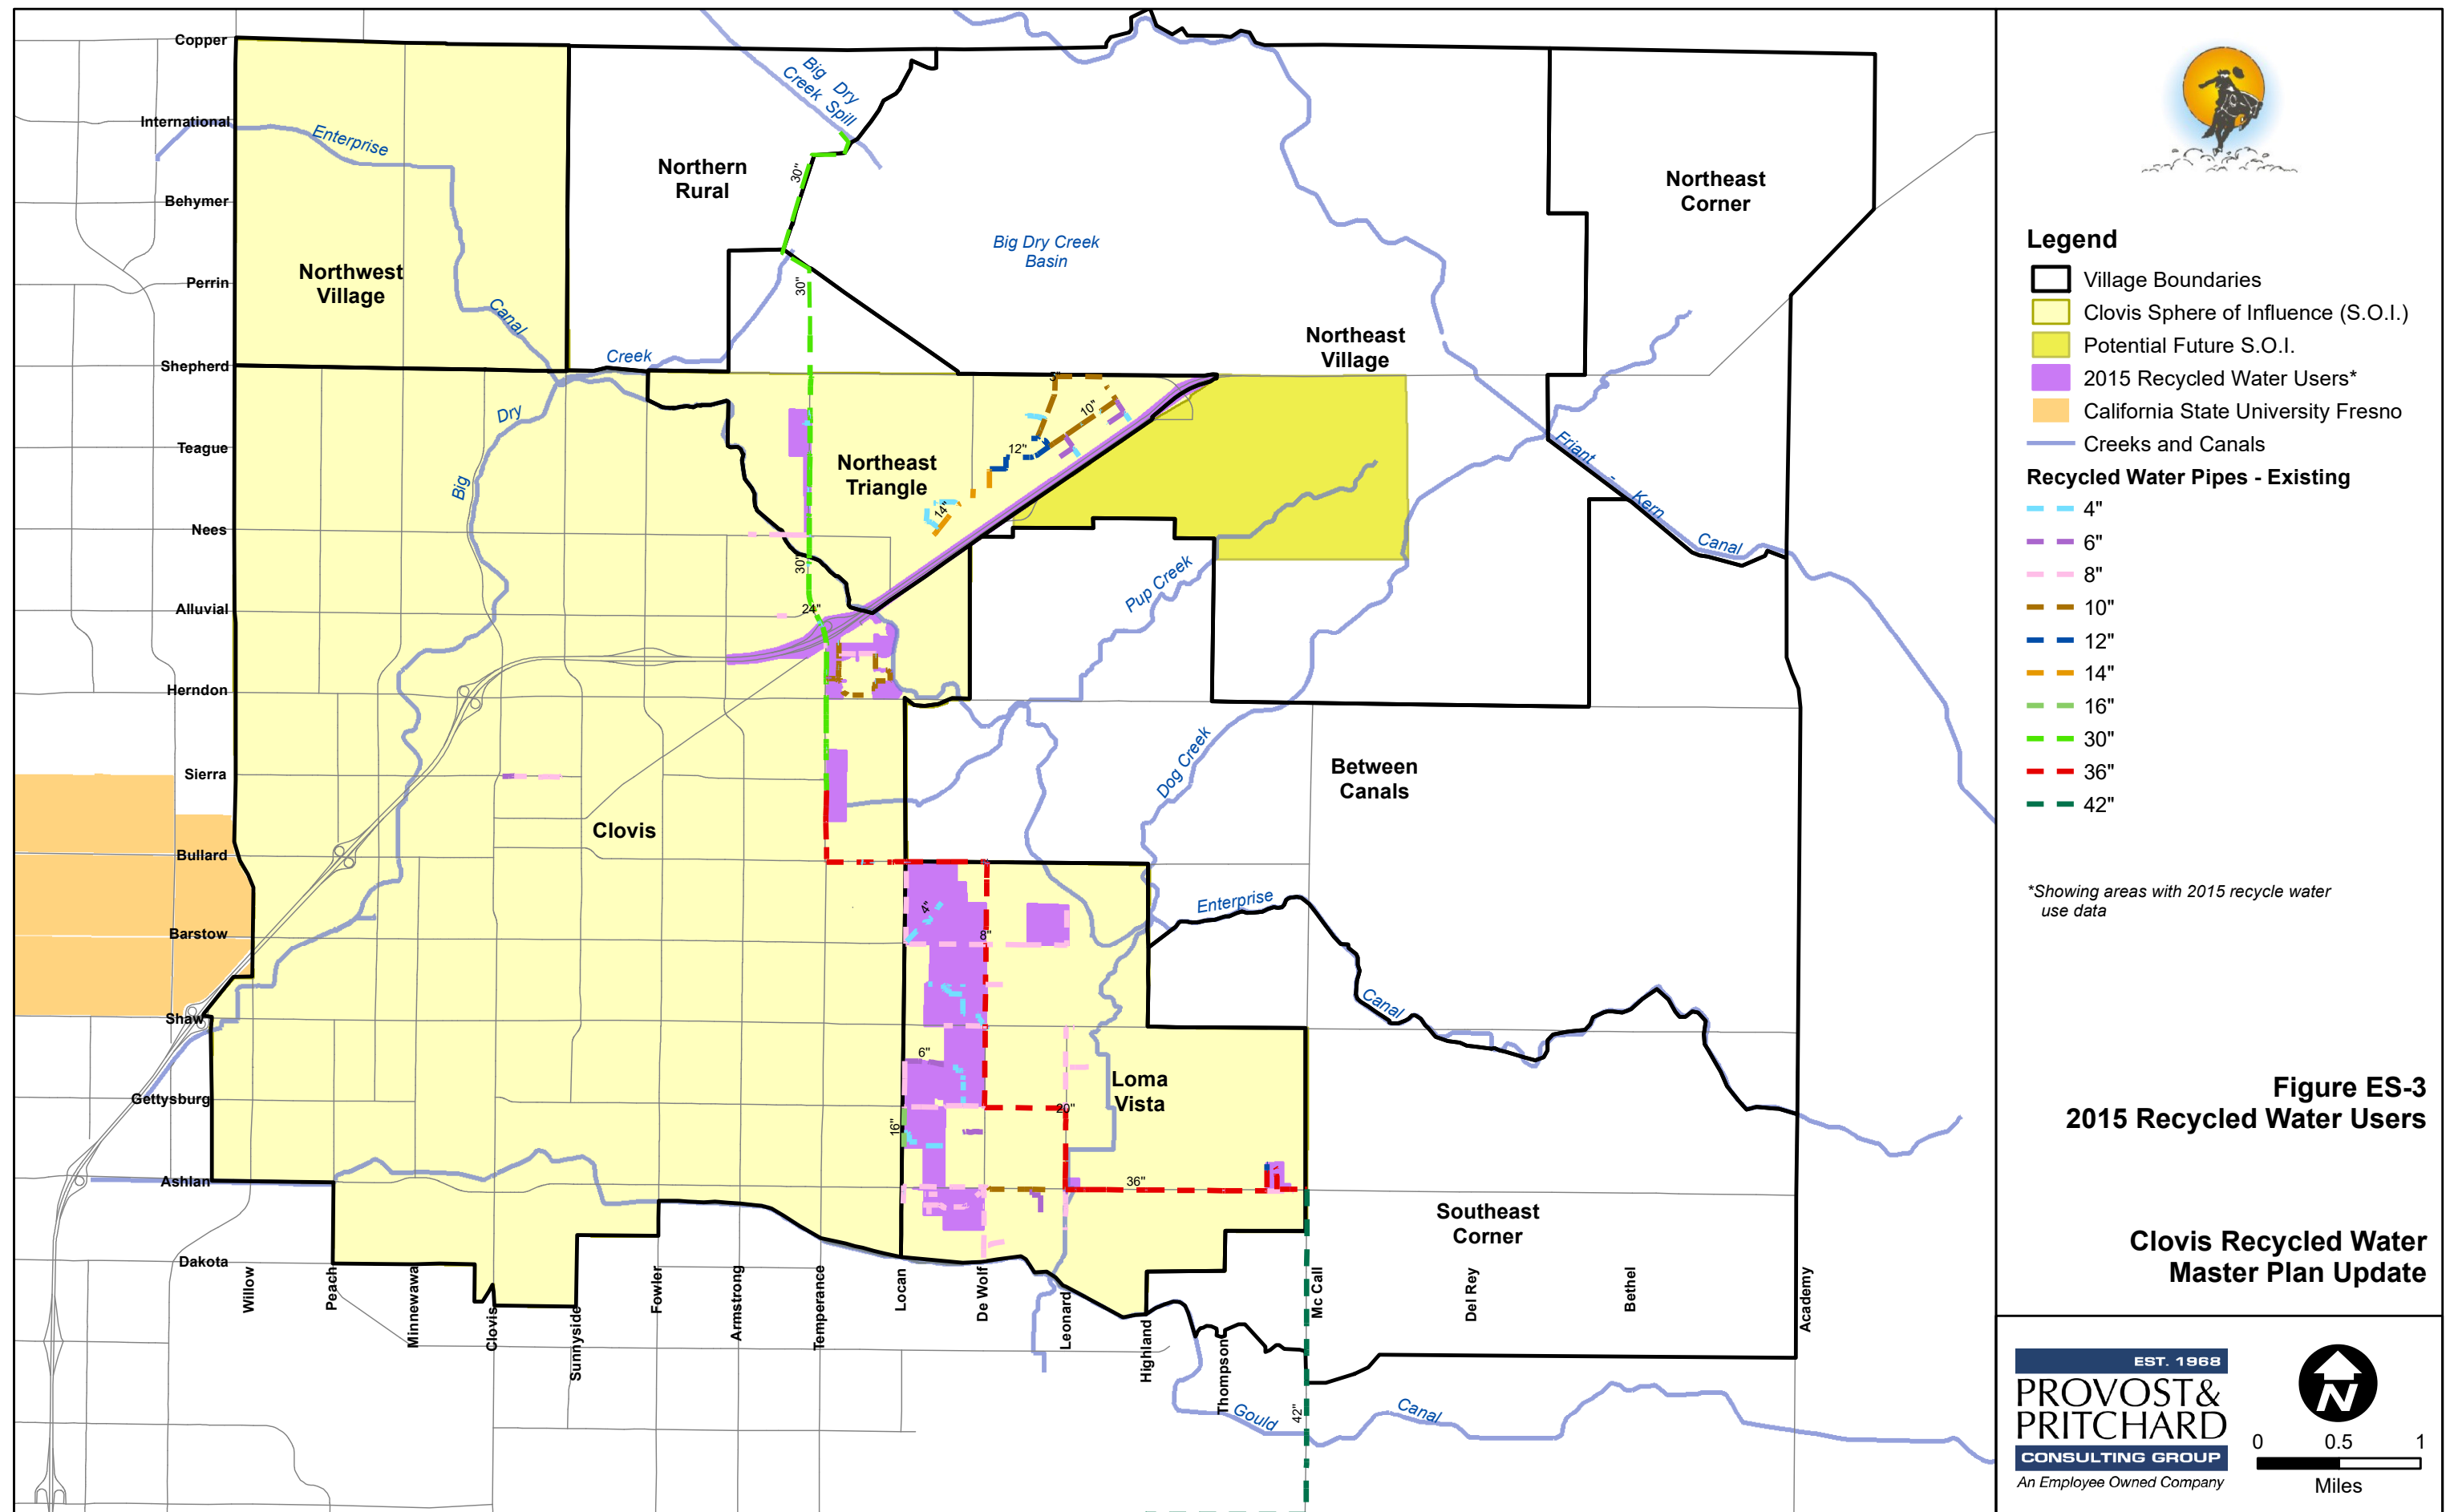 Copper
International
Behymer
Perrin
Shepherd
Teague
Nees
Alluvial
Herndon
Sierra
Bullard
Barstow
Shaw
Gettysburg
Ashlan
Dakota
Willow
Peach
Minnewawa
Clovis
Sunnyside
Fowler
Armstrong
Temperance
Locan
De Wolf
Leonard
Highland
Thompson
Mc Call
Del Rey
Bethel
Academy
Northwest
Village
Northern
Rural
Northeast
Corner
Northeast
Village
Northeast
Triangle
Clovis
Between
Canals
Loma
Vista
Southeast
Corner
Enterprise
Canal
Big Dry
Creek Spill
Big Dry Creek
Basin
Big
Dry
Creek
Pup Creek
Dog Creek
Friant - Kern
Canal
Enterprise
Canal
Gould
Canal
30"
30"
30"
24"
5"
10"
12"
14"
4"
8"
6"
16"
20"
36"
42"
Legend
Village Boundaries
Clovis Sphere of Influence (S.O.I.)
Potential Future S.O.I.
2015 Recycled Water Users*
California State University Fresno
Creeks and Canals
Recycled Water Pipes - Existing
4"
6"
8"
10"
12"
14"
16"
30"
36"
42"
*Showing areas with 2015 recycle water
use data
Figure ES-3
2015 Recycled Water Users
Clovis Recycled Water
Master Plan Update
EST. 1968
PROVOST&
PRITCHARD
CONSULTING GROUP
An Employee Owned Company
N
0 0.5 1
Miles